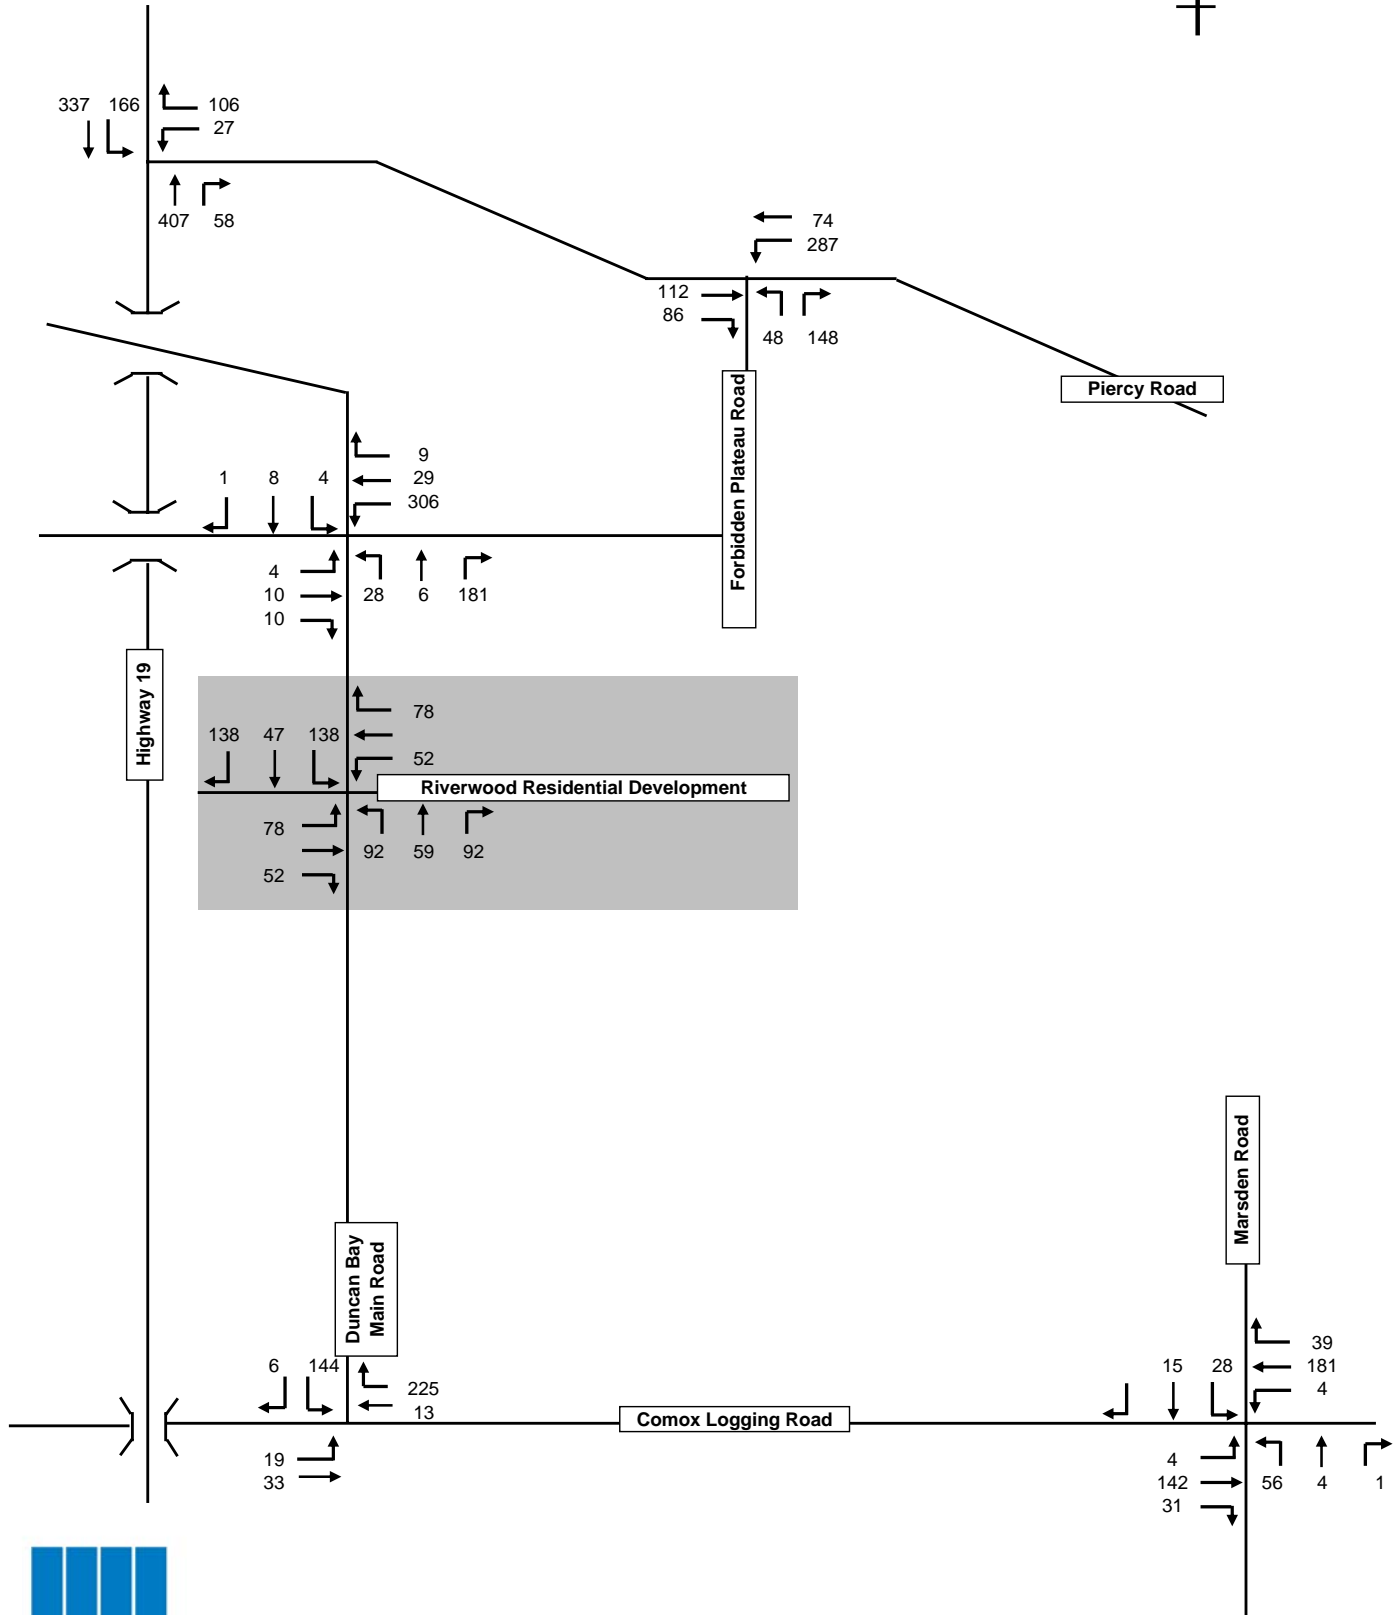 337 166 106
27
407 58
74
287
112
86
48 148
Forbidden Plateau Road
Piercy Road
9
1 8 4 29
306
4
10 28 6 181
10
Highway 19
78
138 47 138
52
Riverwood Residential Development
78
92 59 92
52
Marsden Road
Duncan Bay
Main Road
39
6 144 15 28 181
225 4
13
Comox Logging Road
19 4
33 142 56 4 1
31